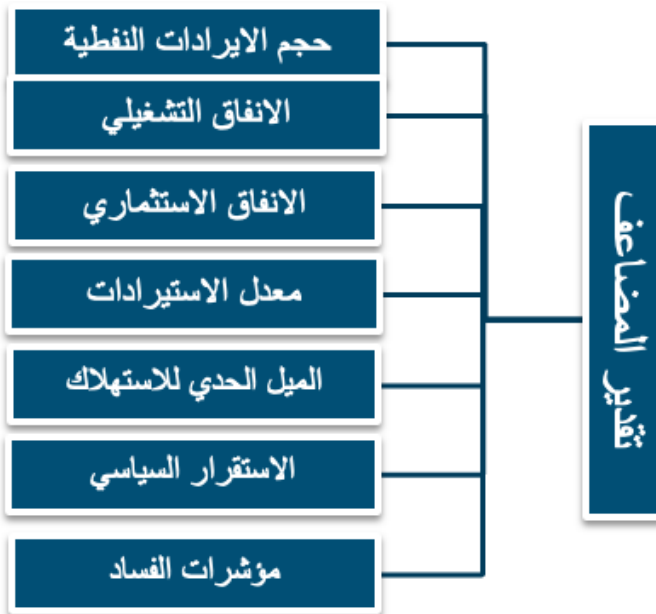 تقدير المضاعف
حجم الايرادات النفطية
الانفاق التشغيلي
الانفاق الاستثماري
معدل الاستيرادات
الميل الحدي للاستهلاك
الاستقرار السياسي
مؤشرات الفساد